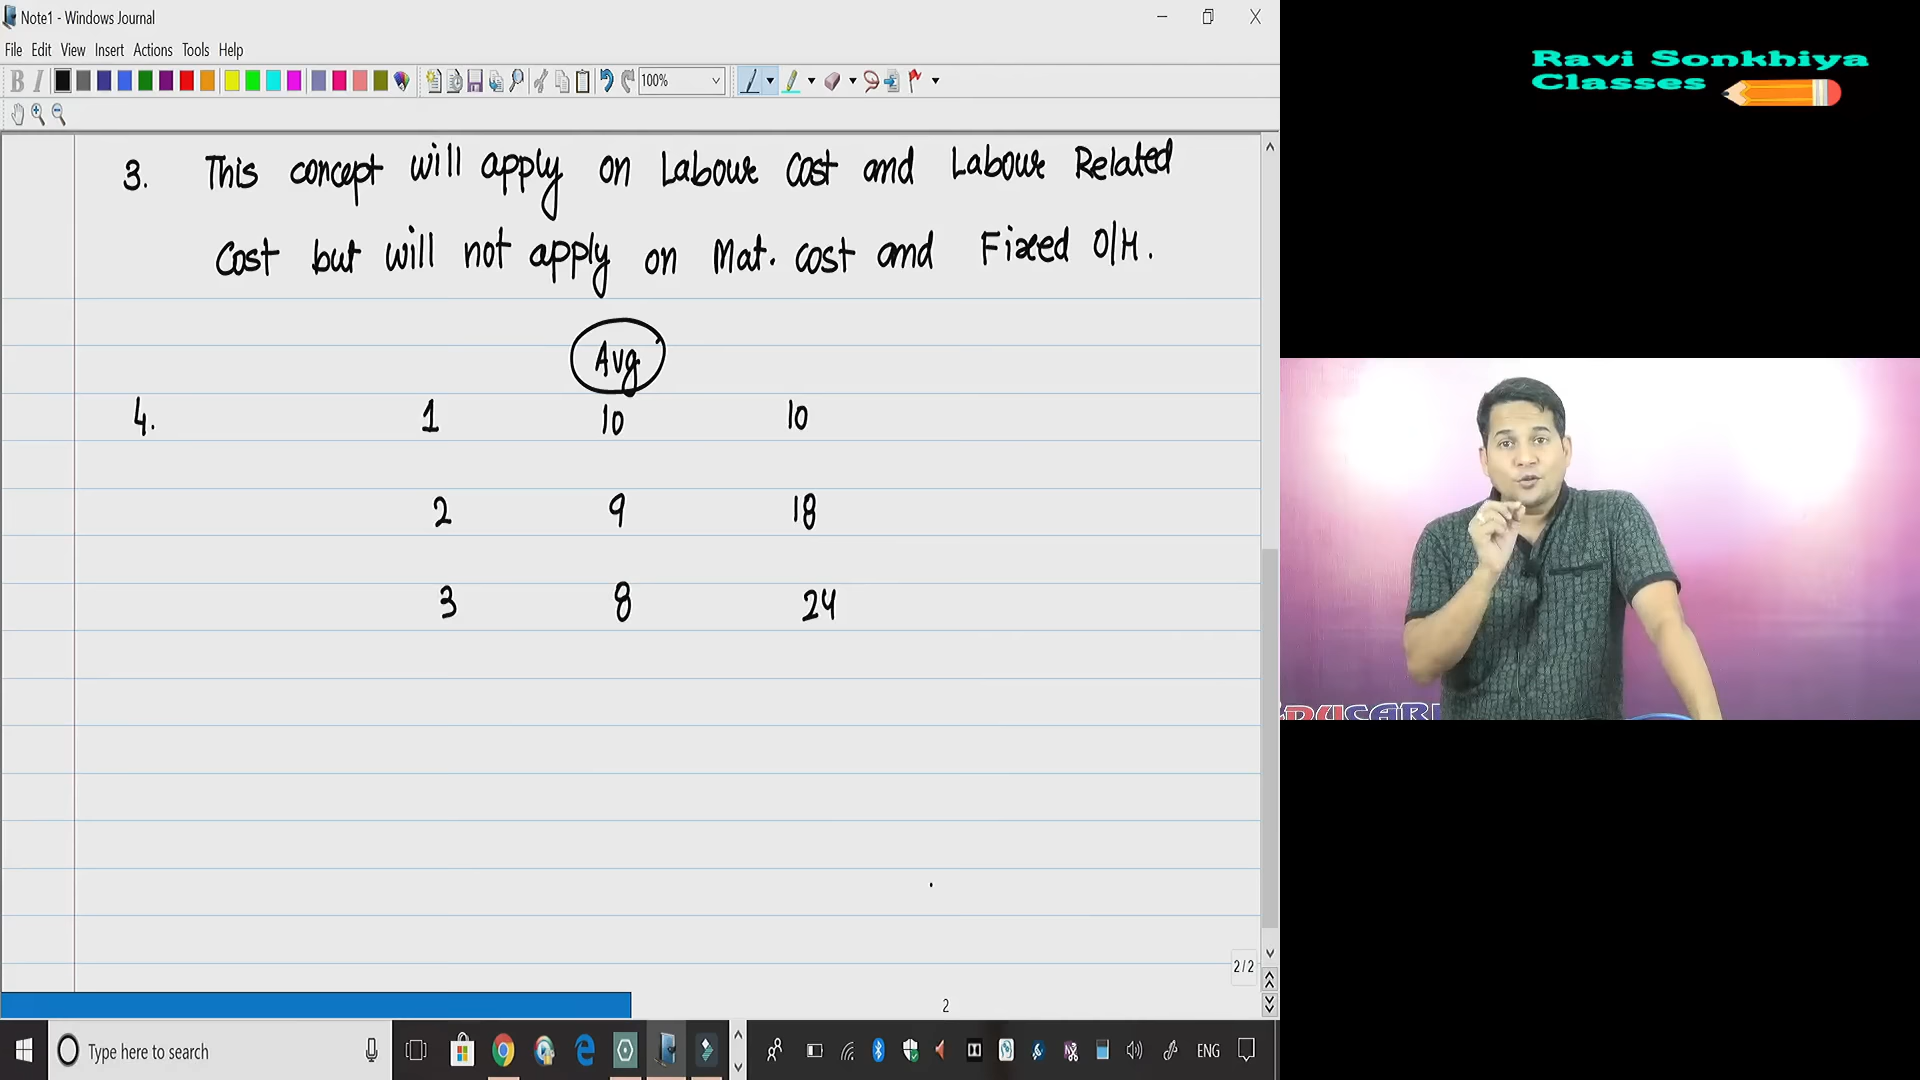 Note1 - Windows Journal
File Edit View Insert Actions Tools Help
B I 100%
Ravi Sonkhiya
Classes
3. This concept will apply on Labour Cost and Labour Related
Cost but will not apply on Mat. cost and Fixed O/H.
Avg
4. 1 10 10
2 9 18
3 8 24
2/2
2
Type here to search
ENG